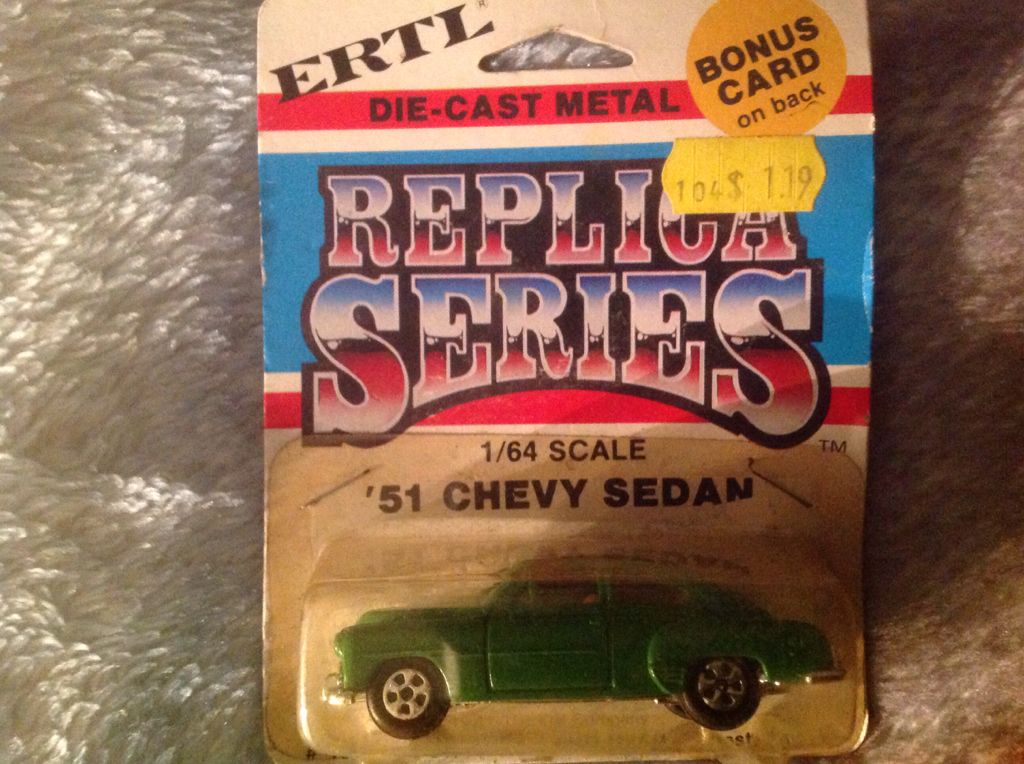 ERTL®
DIE-CAST METAL
BONUS
CARD
on back
104$ 1.19
REPLICA
SERIES
TM
1/64 SCALE
'51 CHEVY SEDAN